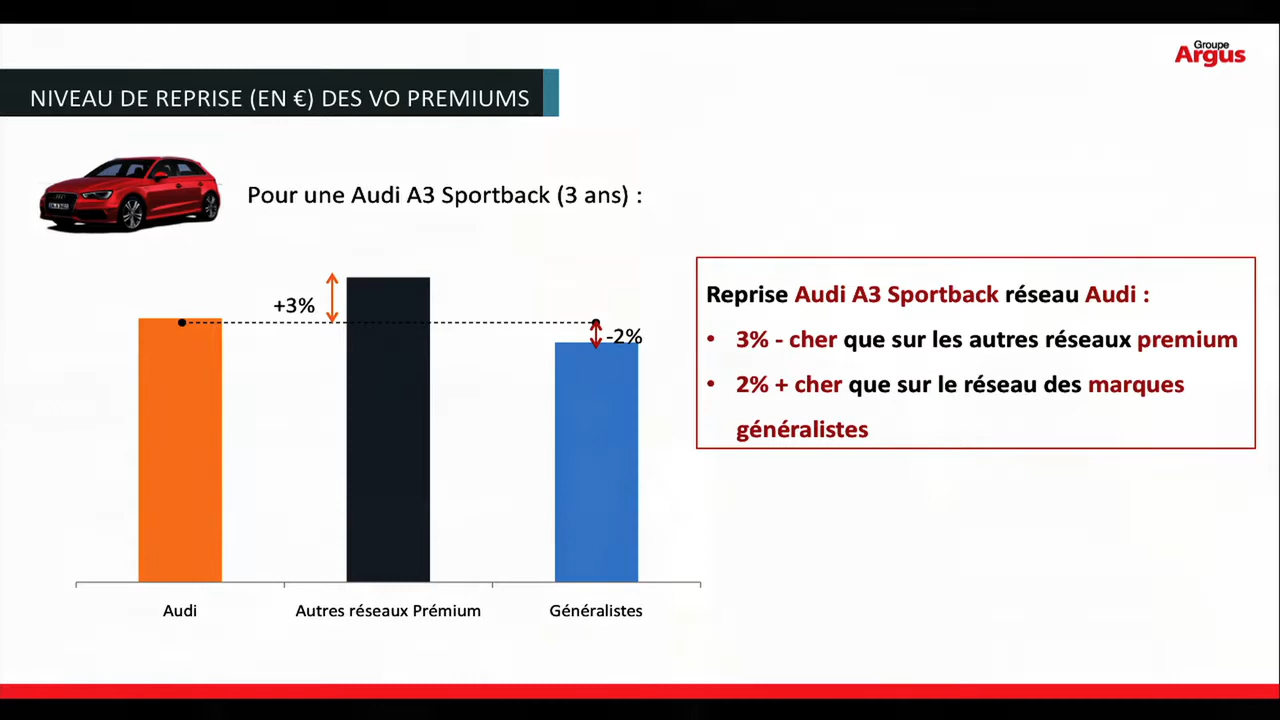 Groupe
Argus
NIVEAU DE REPRISE (EN €) DES VO PREMIUMS
Pour une Audi A3 Sportback (3 ans) :
+3%
-2%
Audi
Autres réseaux Prémium
Généralistes
Reprise Audi A3 Sportback réseau Audi :
• 3% - cher que sur les autres réseaux premium
• 2% + cher que sur le réseau des marques
généralistes